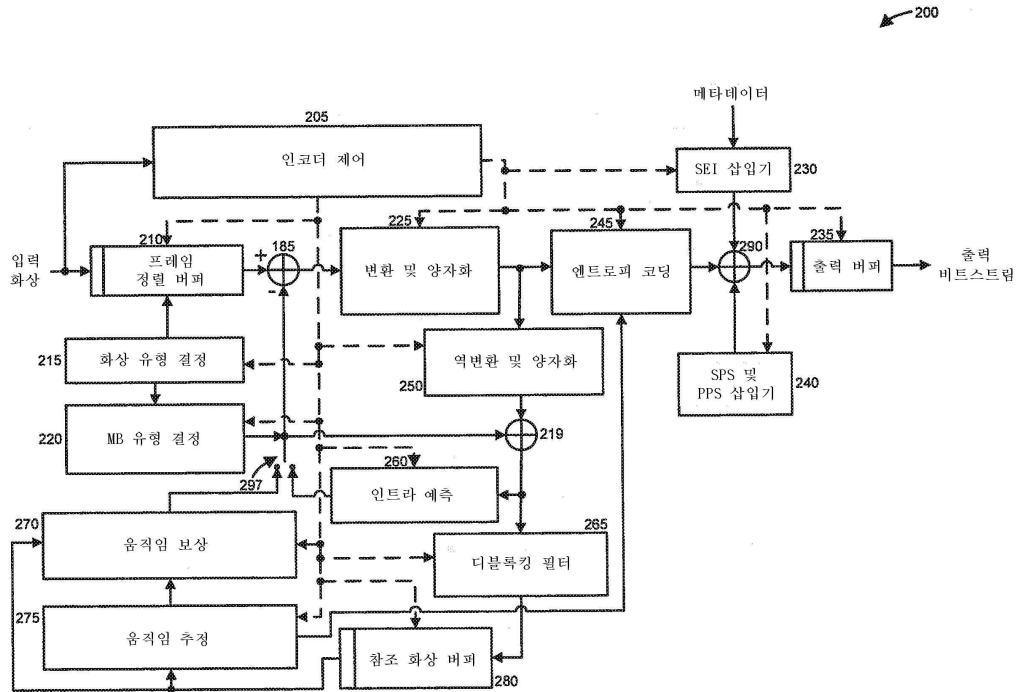 200
메타데이터
205
인코더 제어
SEI 삽입기
230
225
245
210
185
235
290
입력
화상
프레임
정렬 버퍼
+
-
변환 및 양자화
엔트로피 코딩
출력 버퍼
출력
비트스트림
215
화상 유형 결정
역변환 및 양자화
250
SPS 및
PPS 삽입기
240
220
MB 유형 결정
219
297
260
인트라 예측
270
움직임 보상
265
디블록킹 필터
275
움직임 추정
참조 화상 버퍼
280